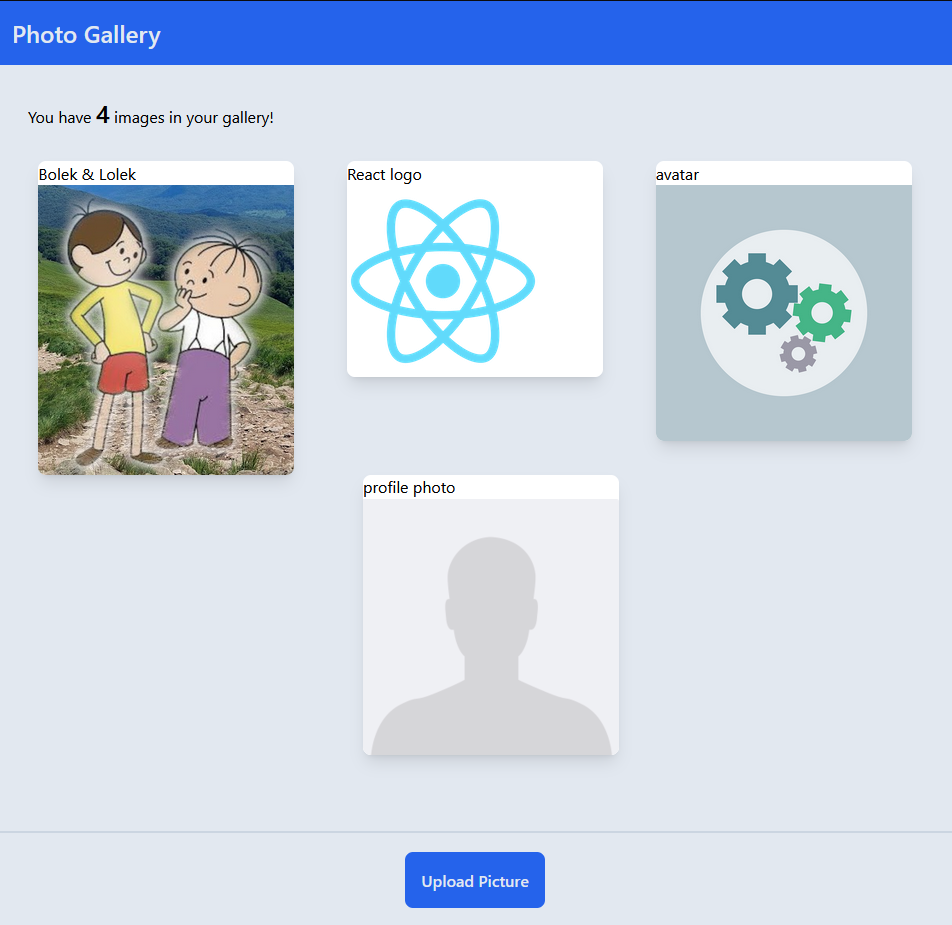 Photo Gallery
You have 4 images in your gallery!
Bolek & Lolek
React logo
avatar
profile photo
Upload Picture